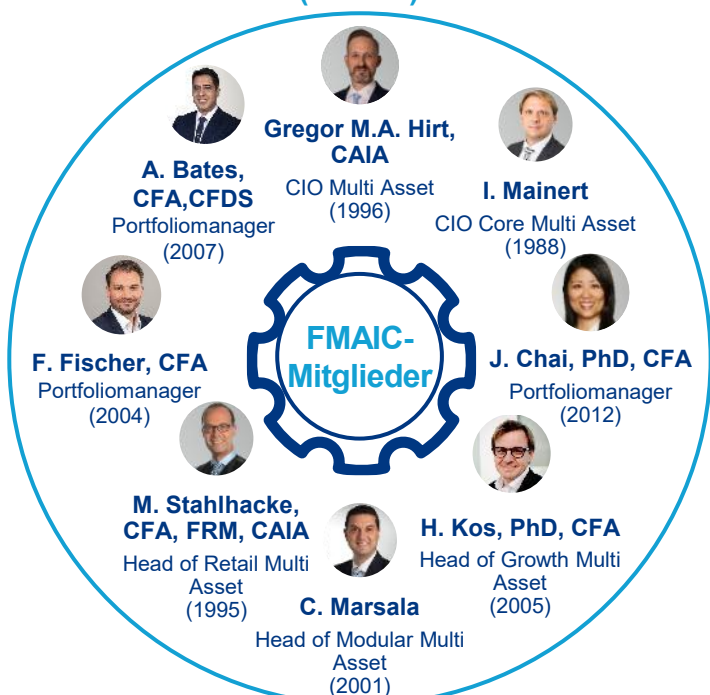 Gregor M.A. Hirt,
CAIA
CIO Multi Asset
(1996)
A. Bates,
CFA,CFDS
Portfoliomanager
(2007)
I. Mainert
CIO Core Multi Asset
(1988)
F. Fischer, CFA
Portfoliomanager
(2004)
FMAIC-
Mitglieder
J. Chai, PhD, CFA
Portfoliomanager
(2012)
M. Stahlhacke,
CFA, FRM, CAIA
Head of Retail Multi
Asset
(1995)
H. Kos, PhD, CFA
Head of Growth Multi
Asset
(2005)
C. Marsala
Head of Modular Multi
Asset
(2001)